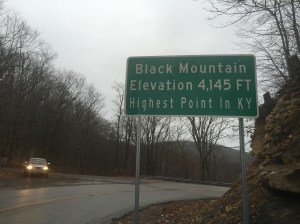 Black Mountain
Elevation 4,145 FT
Highest Point In KY